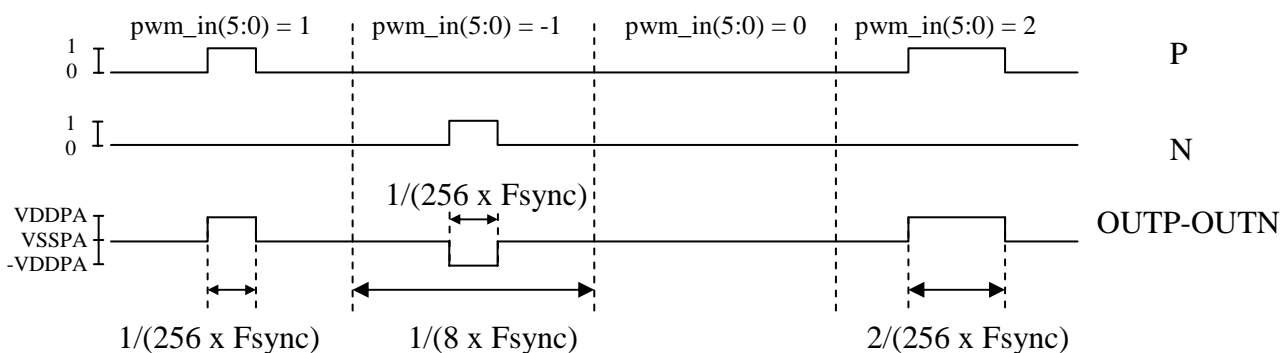 pwm_in(5:0) = 1 pwm_in(5:0) = -1 pwm_in(5:0) = 0 pwm_in(5:0) = 2
1
0
P
1
0
N
1/(256 x Fsync)
VDDPA
VSSPA
-VDDPA
OUTP-OUTN
1/(256 x Fsync) 1/(8 x Fsync) 2/(256 x Fsync)